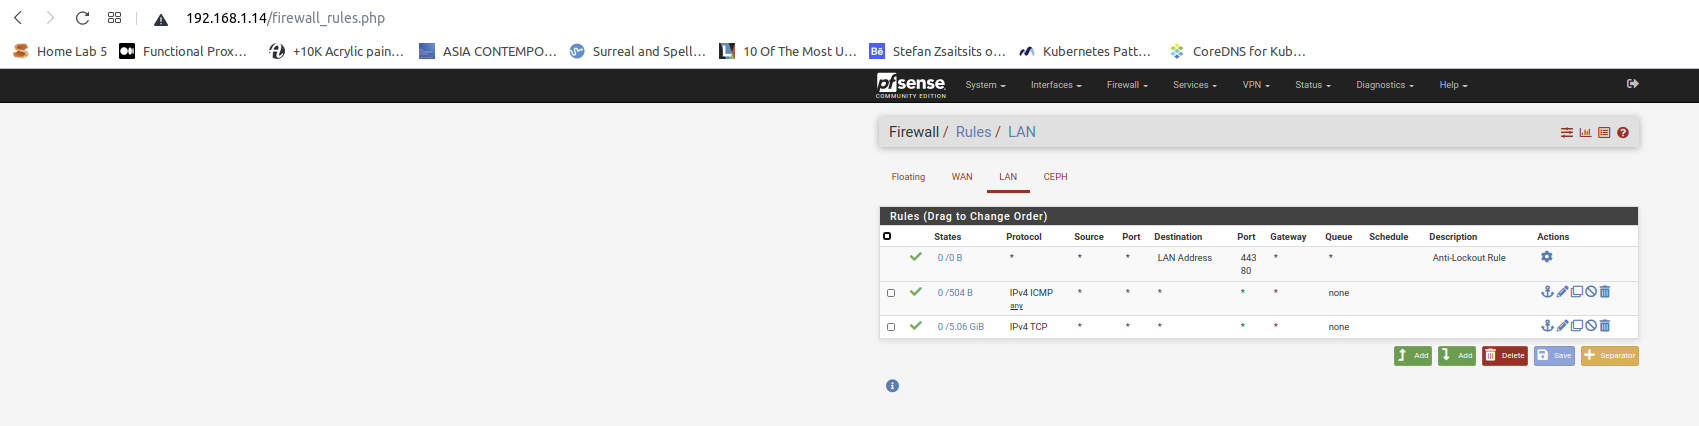 192.168.1.14/firewall_rules.php
Home Lab 5 Functional Prox... +10K Acrylic pain... ASIA CONTEMPO... Surreal and Spell... 10 Of The Most U... Bē Stefan Zsaitsits o... Kubernetes Patt... CoreDNS for Kub...
pfsense System Interfaces Firewall Services VPN Status Diagnostics Help
COMMUNITY EDITION
Firewall / Rules / LAN
Floating WAN LAN CEPH
Rules (Drag to Change Order)
States Protocol Source Port Destination Port Gateway Queue Schedule Description Actions
0 /0 B * * * LAN Address 443 * * Anti-Lockout Rule
80
0 /504 B IPv4 ICMP * * * * * none
any
0 /5.06 GiB IPv4 TCP * * * * * none
Add Add Delete Save Separator